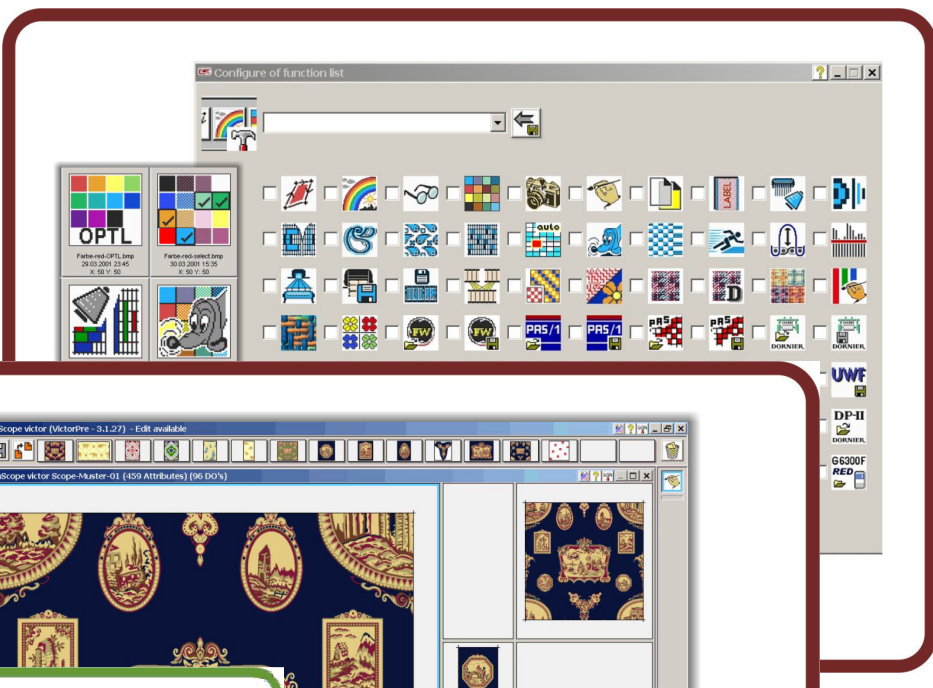 Configure of function list
LABEL
OPTL
Farbe-red-OPTL.bmp
29.03.2001 23:45
X: 50 Y: 50
Farbe-red-select.bmp
30.03.2001 15:35
X: 50 Y: 50
auto
D
FW
FW
PAS/1
PAS/1
PAS
PAS
DORNIER
DORNIER
UWF
DP-II
DORNIER
G6300F
RED
Scope victor (VictorPre - 3.1.27) - Edit available
Scope victor Scope-Muster-01 (459 Attributes) (96 DO's)